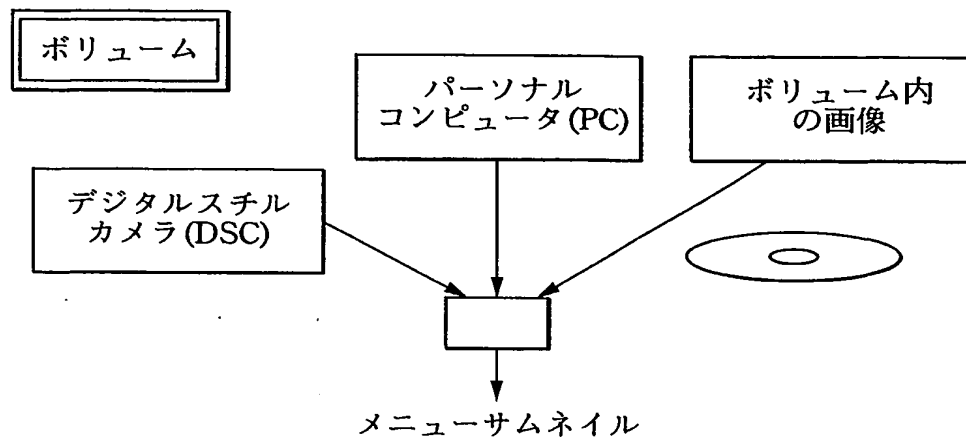 ボリューム
パーソナル
コンピュータ(PC)
ボリューム内
の画像
デジタルスチル
カメラ(DSC)
メニューサムネイル